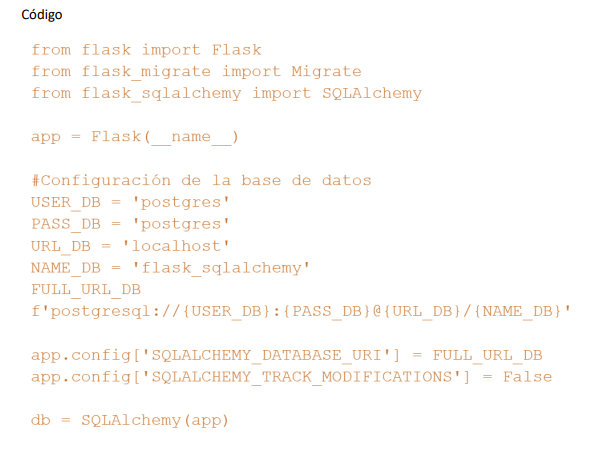 Código
from flask import Flask
from flask_migrate import Migrate
from flask_sqlalchemy import SQLAlchemy
app = Flask(__name__)
#Configuración de la base de datos
USER_DB = 'postgres'
PASS_DB = 'postgres'
URL_DB = 'localhost'
NAME_DB = 'flask_sqlalchemy'
FULL_URL_DB
f'postgresql://{USER_DB}:{PASS_DB}@{URL_DB}/{NAME_DB}'
app.config['SQLALCHEMY_DATABASE_URI'] = FULL_URL_DB
app.config['SQLALCHEMY_TRACK_MODIFICATIONS'] = False
db = SQLAlchemy(app)